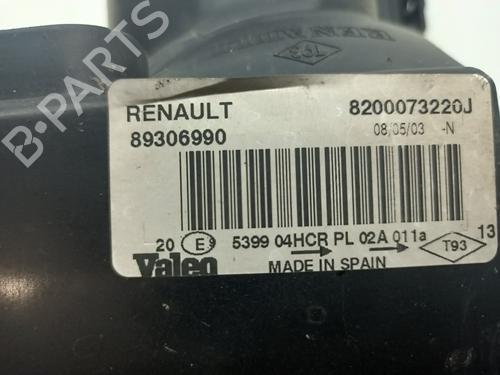 B-PARTS
RENAULT 8200073220J
89306990 08/05/03 -N
20 E9 5399 04HCR PL 02A 011a T93 13
Valeo MADE IN SPAIN